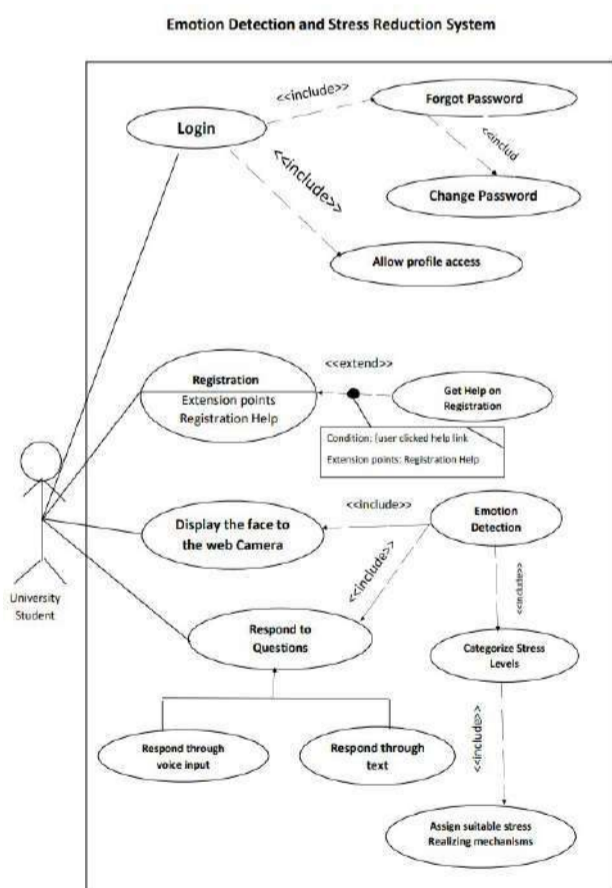 Emotion Detection and Stress Reduction System
<<include>>
Forgot Password
Login
<<includ
<<include>>
Change Password
Allow profile access
<<extend>>
Registration
Extension points
Registration Help
Get Help on
Registration
Condition: {user clicked help link
Extension points: Registration Help
<<include>>
Display the face to
the web Camera
Emotion
Detection
<<include>>
<<include>>
University
Student
Respond to
Questions
Categorize Stress
Levels
Respond through
voice input
Respond through
text
<<include>>
Assign suitable stress
Realizing mechanisms